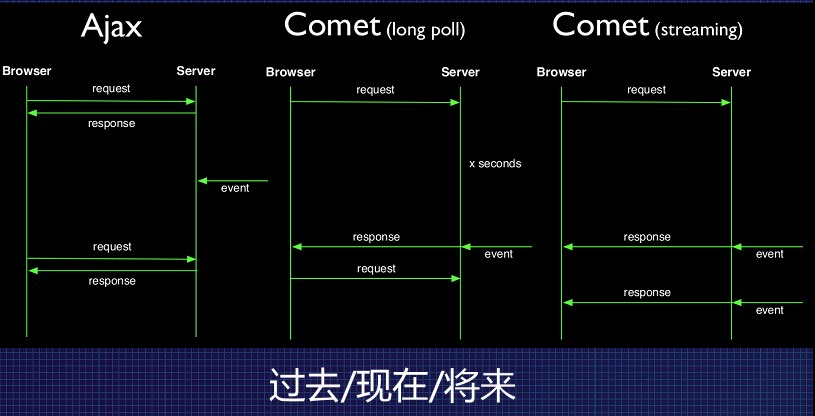 Ajax
Comet (long poll)
Comet (streaming)
Browser
Server
request
response
event
request
response
Browser
Server
request
x seconds
response
event
request
Browser
Server
request
response
event
response
event
过去/现在/将来